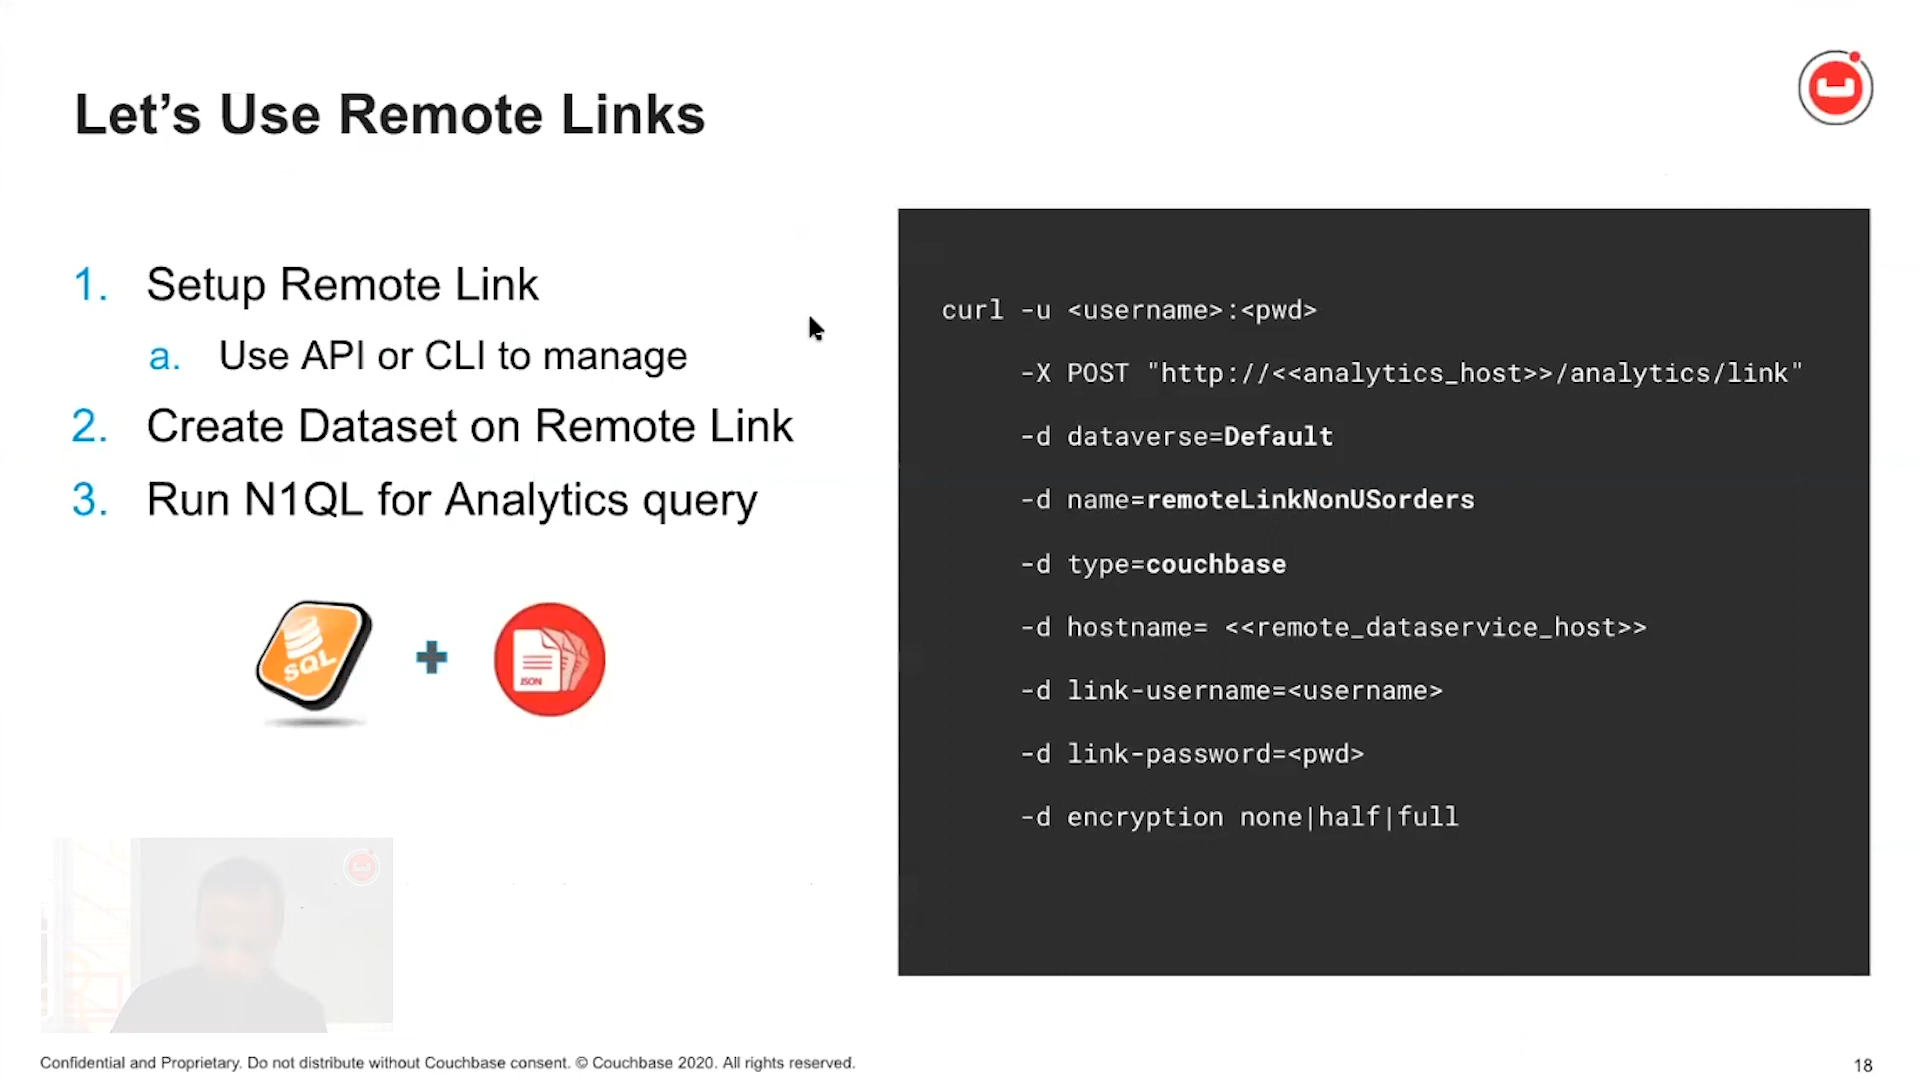 Let’s Use Remote Links
1. Setup Remote Link
a. Use API or CLI to manage
2. Create Dataset on Remote Link
3. Run N1QL for Analytics query
SQL
JSON
curl -u <username>:<pwd>
-X POST "http://<<analytics_host>>/analytics/link"
-d dataverse=Default
-d name=remoteLinkNonUSorders
-d type=couchbase
-d hostname= <<remote_dataservice_host>>
-d link-username=<username>
-d link-password=<pwd>
-d encryption none|half|full
Confidential and Proprietary. Do not distribute without Couchbase consent. © Couchbase 2020. All rights reserved.
18